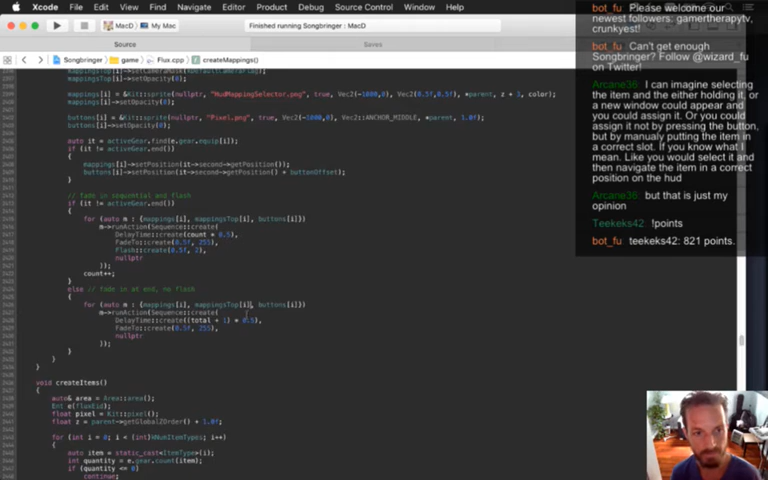 Xcode File Edit View Find Navigate Editor Product Debug Source Control Window Help
MacD
My Mac
Finished running Songbringer : MacD
Source
Saves
Songbringer
game
Flux.cpp
createMappings()
mappingsTop[i]->setOpacity(0);
mappings[i] = &Kit::sprite(nullptr, "HudMappingSelector.png", true, Vec2(-1000,0), Vec2(0.5f,0.5f), *parent, z + 3, color);
mappings[i]->setOpacity(0);
buttons[i] = &Kit::sprite(nullptr, "Pixel.png", true, Vec2(-1000,0), Vec2::ANCHOR_MIDDLE, *parent, 1.0f);
buttons[i]->setOpacity(0);
auto it = activeGear.find(e.gear.equip[i]);
if (it != activeGear.end())
{
mappings[i]->setPosition(it->second->getPosition());
buttons[i]->setPosition(it->second->getPosition() + buttonOffset);
}
// fade in sequential and flash
if (it != activeGear.end())
{
for (auto m : {mappings[i], mappingsTop[i], buttons[i]})
m->runAction(Sequence::create(
DelayTime::create(count * 0.5),
FadeTo::create(0.5f, 255),
Flash::create(0.5f, 2),
nullptr
));
count++;
}
else // fade in at end, no flash
{
for (auto m : {mappings[i], mappingsTop[i], buttons[i]})
m->runAction(Sequence::create(
DelayTime::create((total + 1) * 0.5),
FadeTo::create(0.5f, 255),
nullptr
));
}
}
}
void createItems()
{
auto& area = Area::area();
Ent e(fluxEid);
float pixel = Kit::pixel();
float z = parent->getGlobalZOrder() + 1.0f;
for (int i = 0; i < (int)kNumItemTypes; i++)
{
auto item = static_cast<ItemType>(i);
int quantity = e.gear.count(item);
if (quantity <= 0)
continue;
bot_fu: Please welcome our
newest followers: gamertherapytv,
crunkyest!
bot_fu: Can't get enough
Songbringer? Follow @wizard_fu
on Twitter!
Arcane36: I can imagine selecting
the item and the either holding it, or
a new window could appear and
you could assign it. Or you could
assign it not by pressing the button,
but by manualy putting the item in a
correct slot. If you know what I
mean. Like you would select it and
then navigate the item in a correct
position on the hud
Arcane36: but that is just my
opinion
Teekeks42 !points
bot_fu: teekeks42: 821 points.